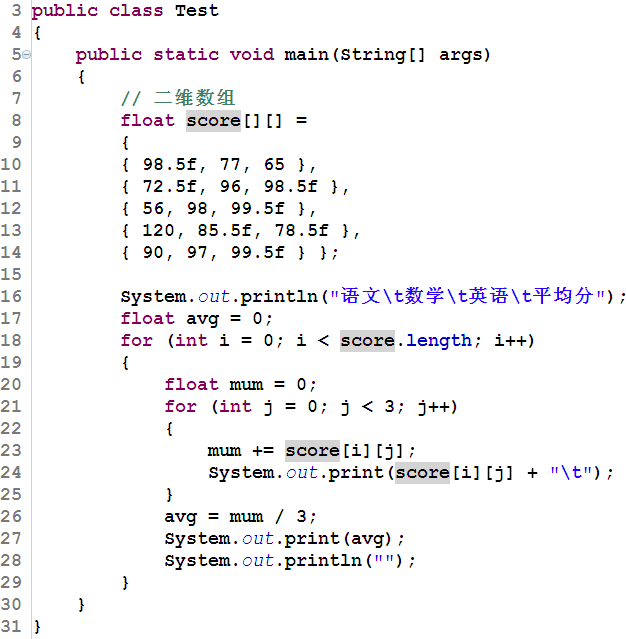 3 public class Test
4 {
5 public static void main(String[] args)
6 {
7 // 二维数组
8 float score[][] =
9 {
10 { 98.5f, 77, 65 },
11 { 72.5f, 96, 98.5f },
12 { 56, 98, 99.5f },
13 { 120, 85.5f, 78.5f },
14 { 90, 97, 99.5f } };
15
16 System.out.println("语文\t数学\t英语\t平均分");
17 float avg = 0;
18 for (int i = 0; i < score.length; i++)
19 {
20 float mum = 0;
21 for (int j = 0; j < 3; j++)
22 {
23 mum += score[i][j];
24 System.out.print(score[i][j] + "\t");
25 }
26 avg = mum / 3;
27 System.out.print(avg);
28 System.out.println("");
29 }
30 }
31 }